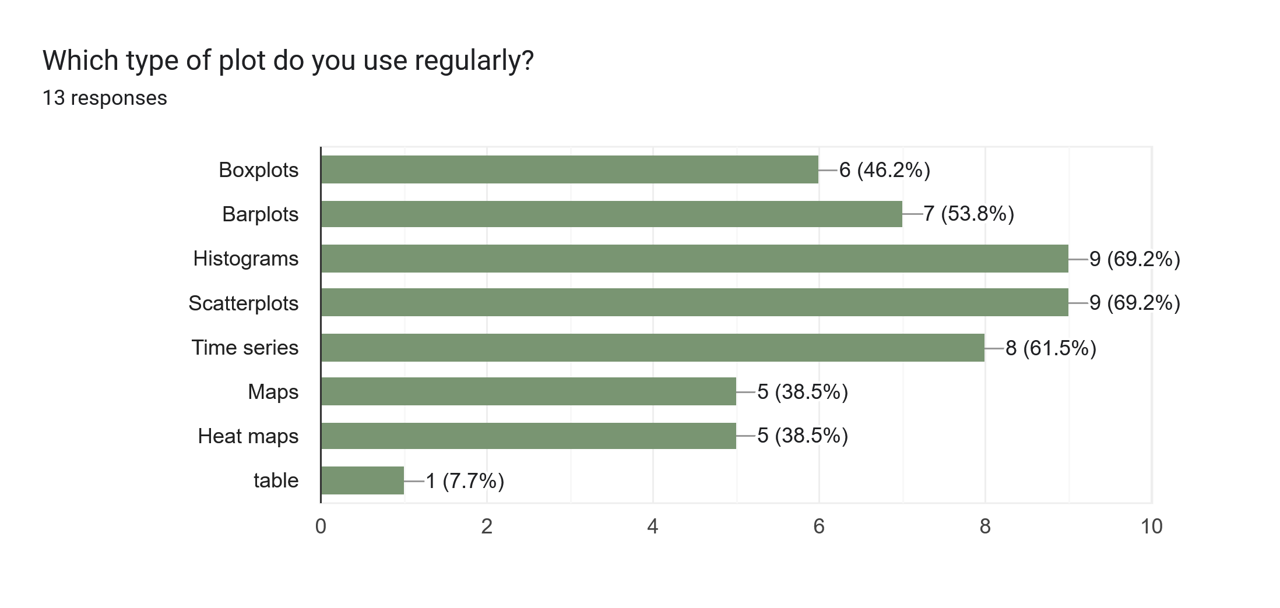 Which type of plot do you use regularly?
13 responses
Boxplots 6 (46.2%)
Barplots 7 (53.8%)
Histograms 9 (69.2%)
Scatterplots 9 (69.2%)
Time series 8 (61.5%)
Maps 5 (38.5%)
Heat maps 5 (38.5%)
table 1 (7.7%)
0 2 4 6 8 10